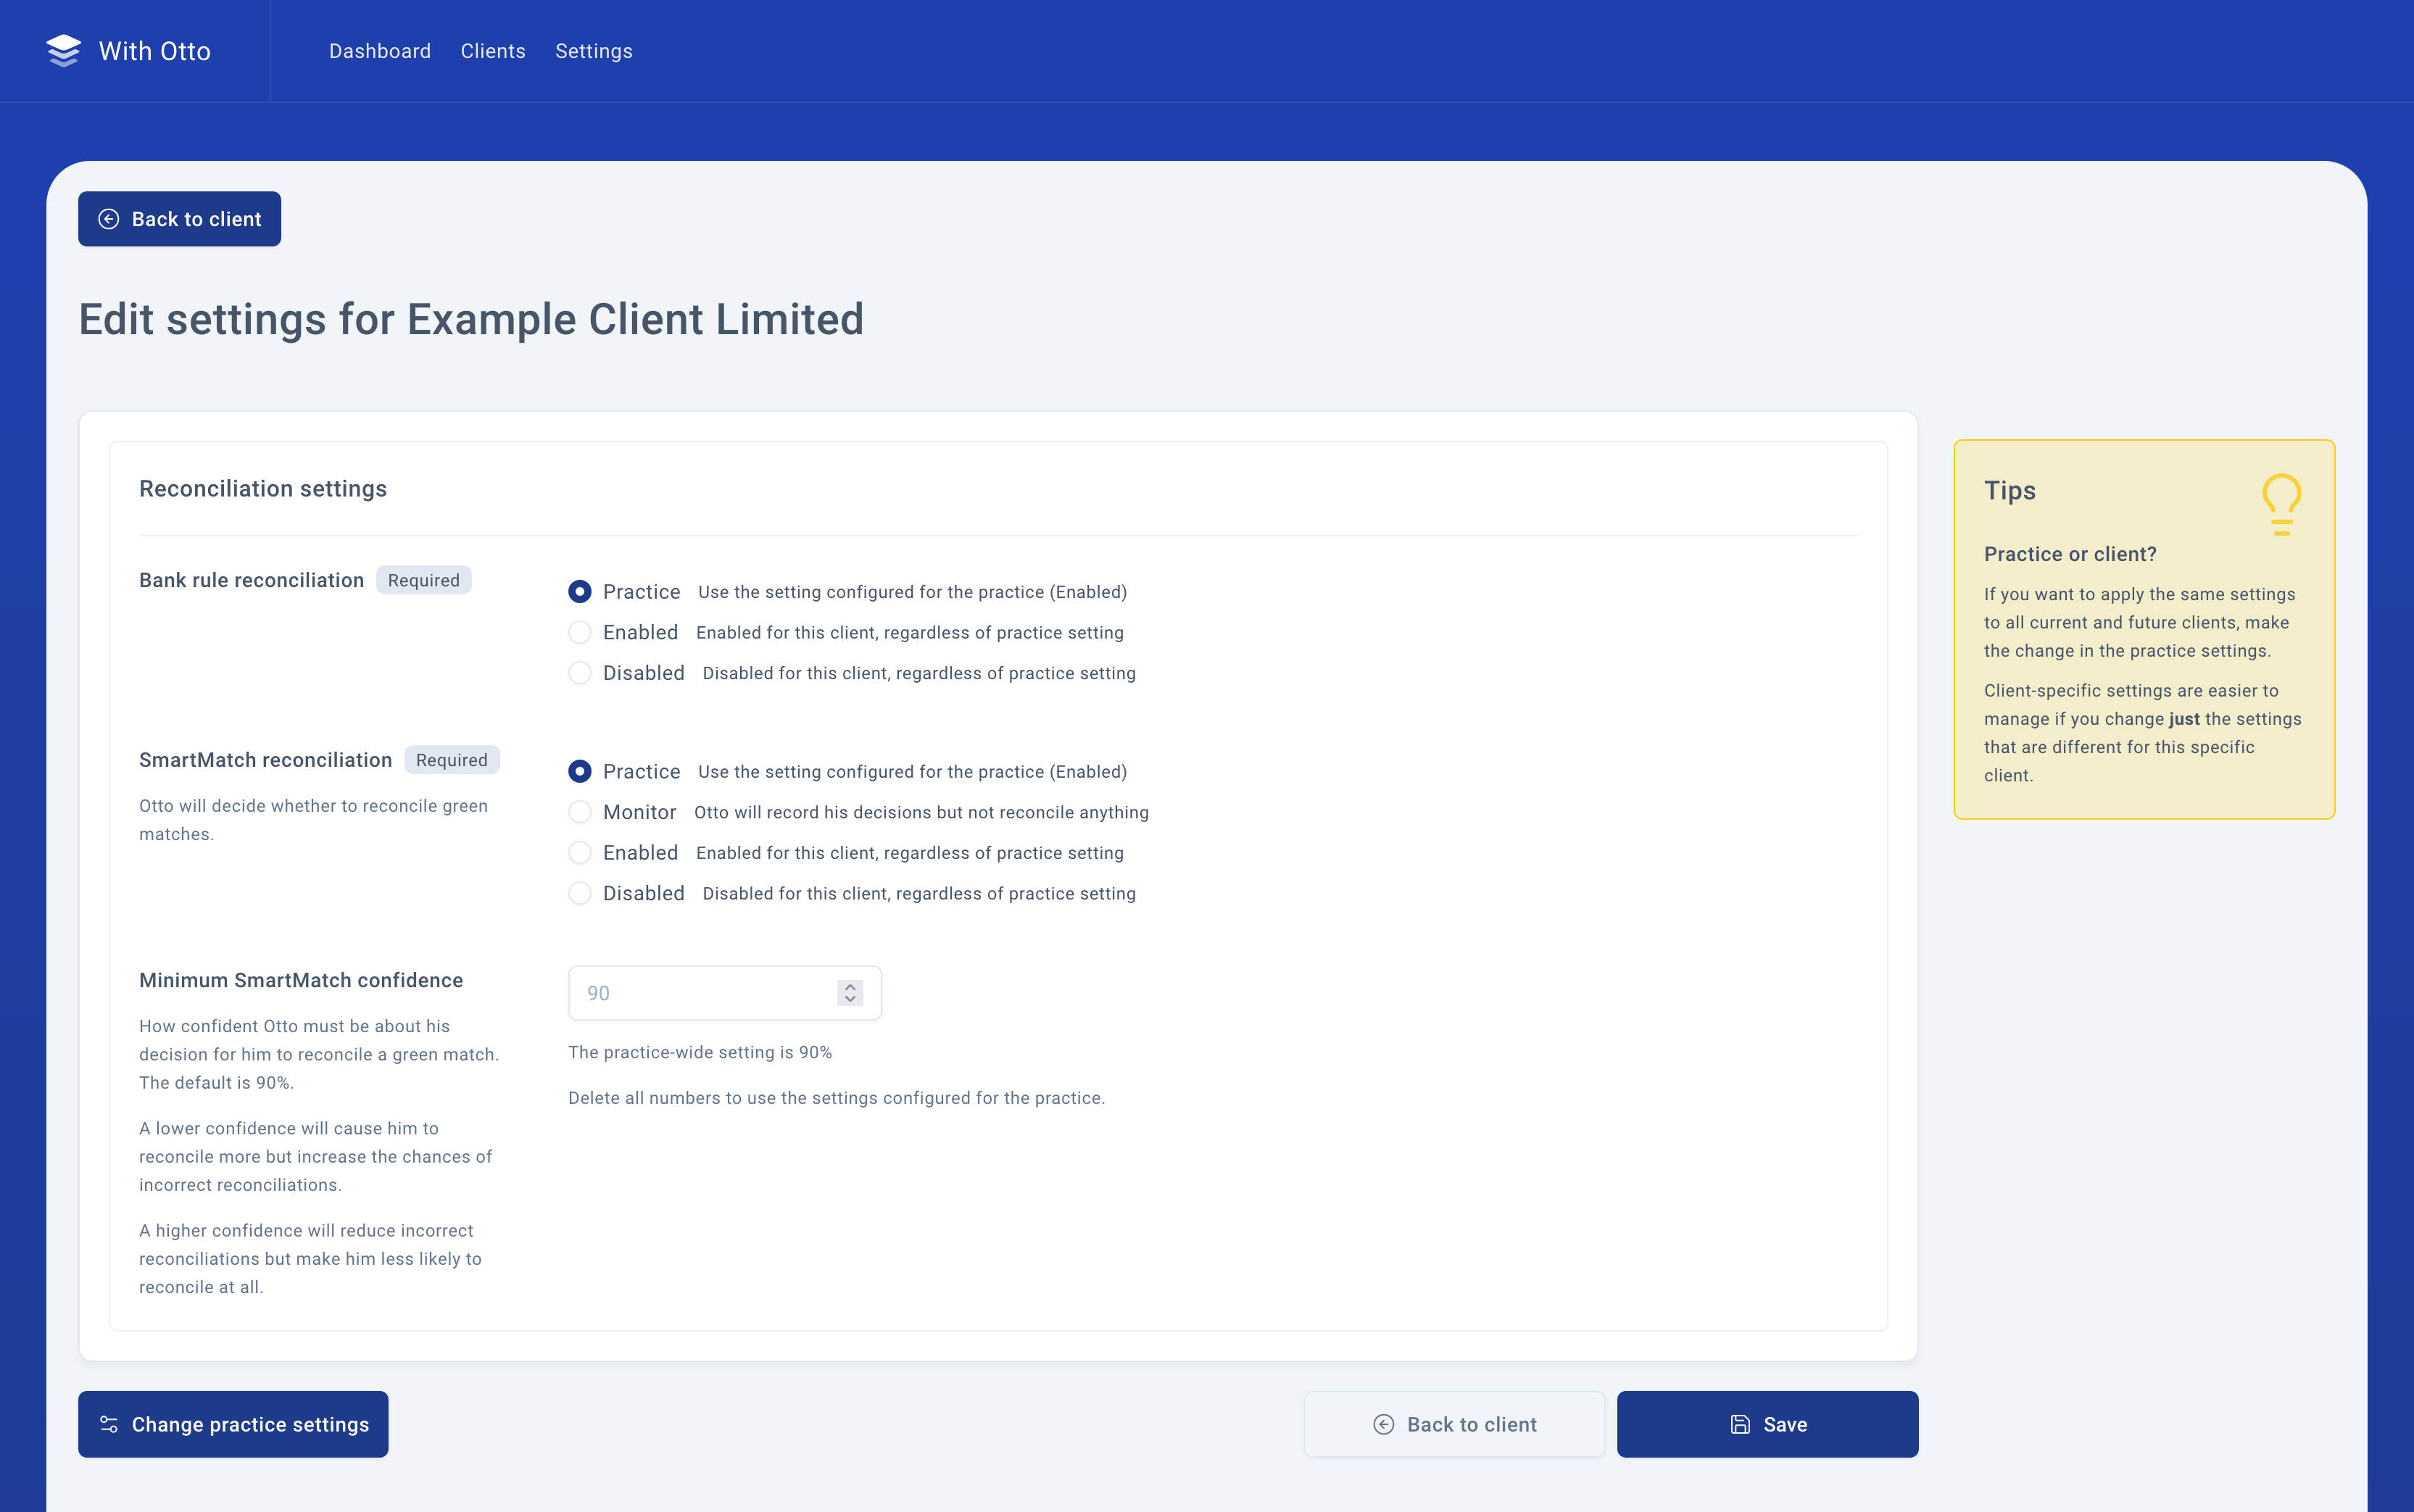 With Otto
Dashboard
Clients
Settings
Back to client
Edit settings for Example Client Limited
Reconciliation settings
Bank rule reconciliation Required
Practice Use the setting configured for the practice (Enabled)
Enabled Enabled for this client, regardless of practice setting
Disabled Disabled for this client, regardless of practice setting
SmartMatch reconciliation Required
Otto will decide whether to reconcile green
matches.
Practice Use the setting configured for the practice (Enabled)
Monitor Otto will record his decisions but not reconcile anything
Enabled Enabled for this client, regardless of practice setting
Disabled Disabled for this client, regardless of practice setting
Minimum SmartMatch confidence
How confident Otto must be about his
decision for him to reconcile a green match.
The default is 90%.
A lower confidence will cause him to
reconcile more but increase the chances of
incorrect reconciliations.
A higher confidence will reduce incorrect
reconciliations but make him less likely to
reconcile at all.
90
The practice-wide setting is 90%
Delete all numbers to use the settings configured for the practice.
Tips
Practice or client?
If you want to apply the same settings
to all current and future clients, make
the change in the practice settings.
Client-specific settings are easier to
manage if you change just the settings
that are different for this specific
client.
Change practice settings
Back to client
Save